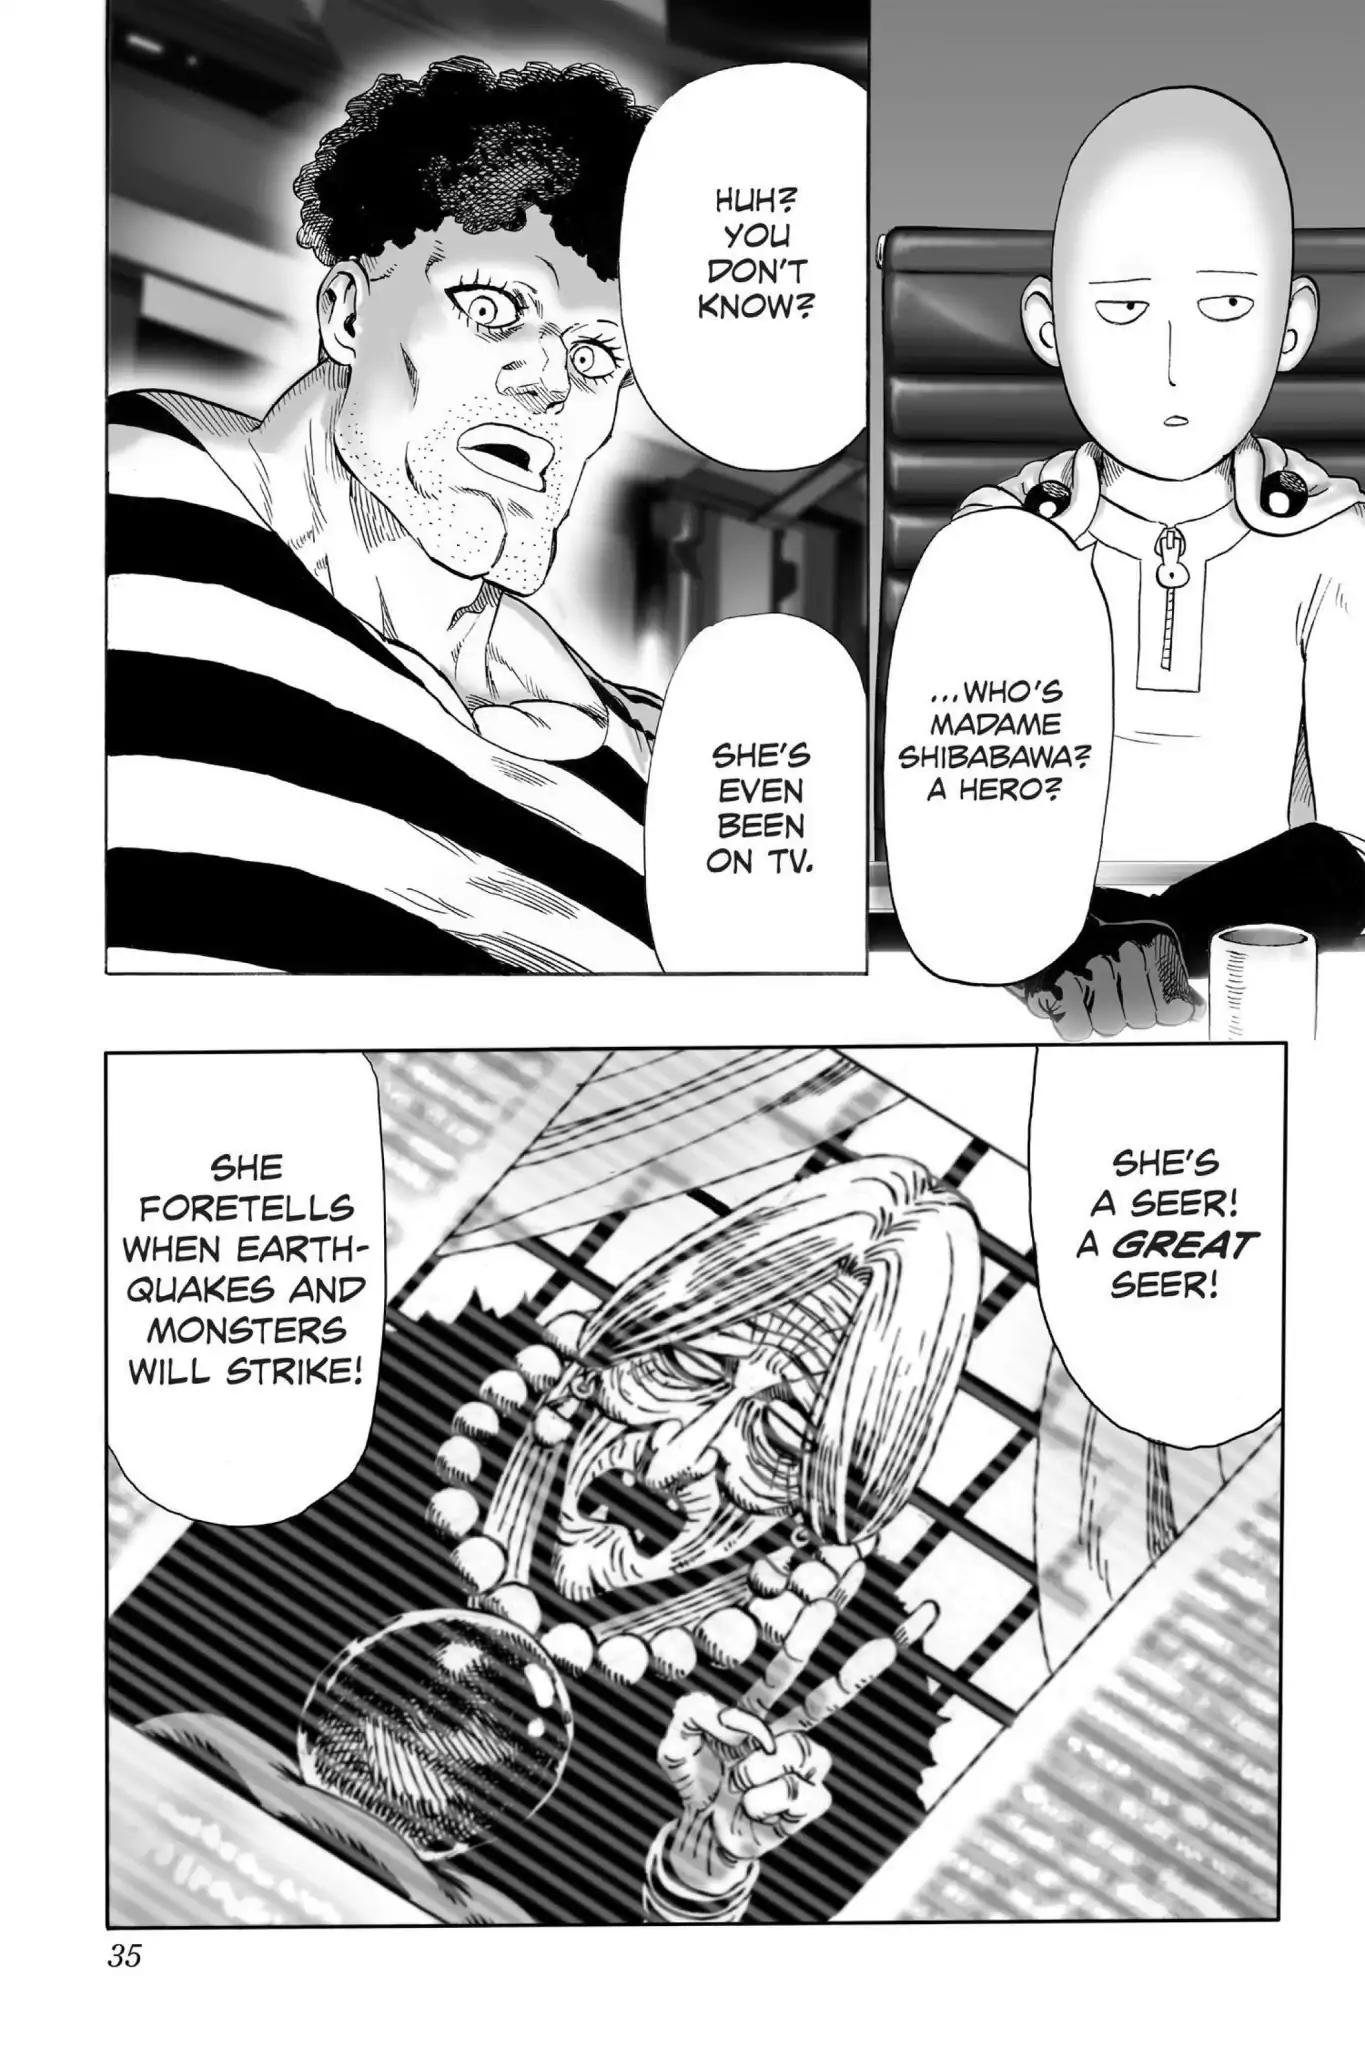 ...WHO'S
MADAME
SHIBABAWA?
A HERO?
HUH?
YOU
DON'T
KNOW?
SHE'S
EVEN
BEEN
ON TV.
SHE'S
A SEER!
A GREAT
SEER!
SHE
FORETELLS
WHEN EARTH-
QUAKES AND
MONSTERS
WILL STRIKE!
35